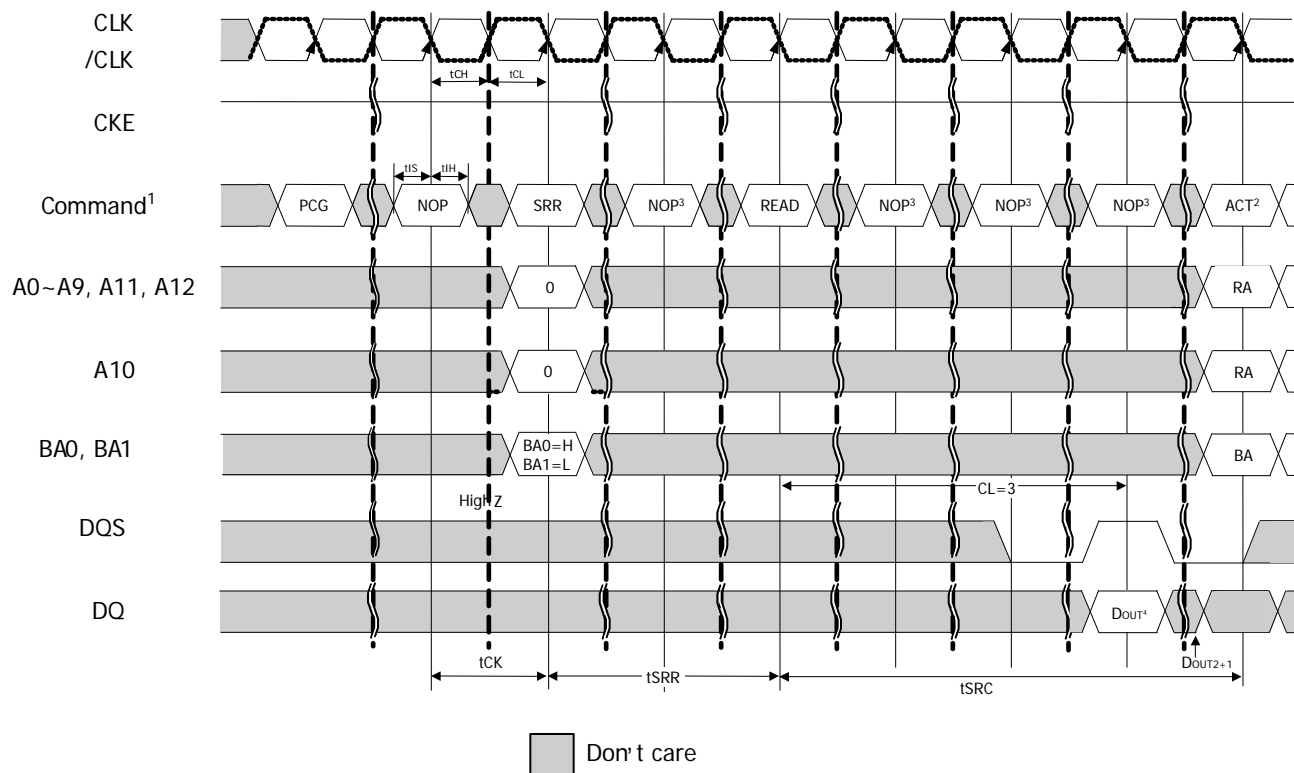 CLK
/CLK
tCH
tCL
CKE
tIS
tIH
Command1
PCG
NOP
SRR
NOP3
READ
NOP3
NOP3
NOP3
ACT2
A0~A9, A11, A12
0
RA
A10
0
RA
BA0, BA1
BA0=H
BA1=L
BA
High Z
CL=3
DQS
DQ
DOUT4
DOUT2+1
tCK
tSRR
tSRC
Don't care